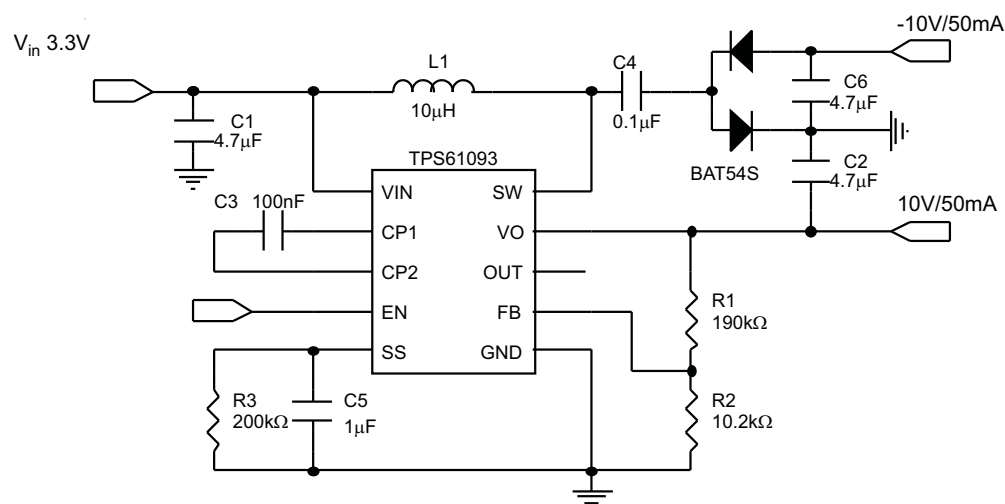 V_in 3.3V
-10V/50mA
L1
10μH
C4
0.1μF
C6
4.7μF
C1
4.7μF
TPS61093
BAT54S
C2
4.7μF
C3 100nF
VIN
SW
10V/50mA
CP1
VO
CP2
OUT
R1
190kΩ
EN
FB
SS
GND
R3
200kΩ
C5
1μF
R2
10.2kΩ